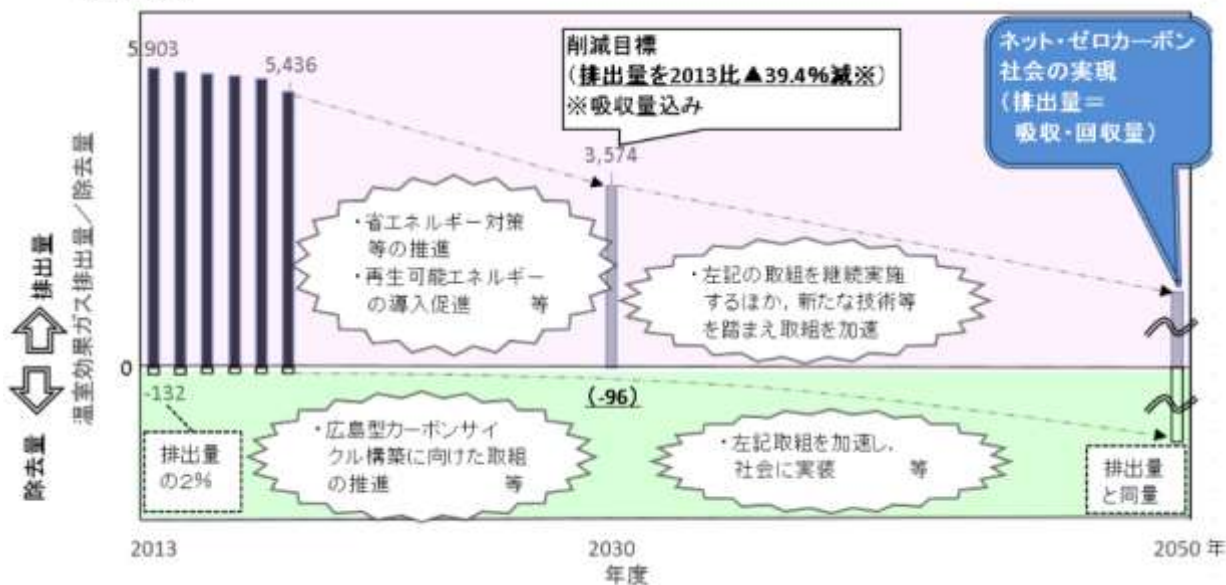 5,903
5,436
削減目標
（排出量を2013比▲39.4%減※）
※吸収量込み
ネット・ゼロカーボン
社会の実現
（排出量＝
吸収・回収量）
3,574
・省エネルギー対策
等の推進
・再生可能エネルギー
の導入促進　等
・左記の取組を継続実施
するほか，新たな技術等
を踏まえ取組を加速
排出量
除去量
温室効果ガス排出量／除去量
0
-132
(-96)
排出量
の2%
・広島型カーボンサイ
クル構築に向けた取組
の推進　等
・左記取組を加速し，
社会に実装　等
排出量
と同量
2013
2030
2050 年
年度